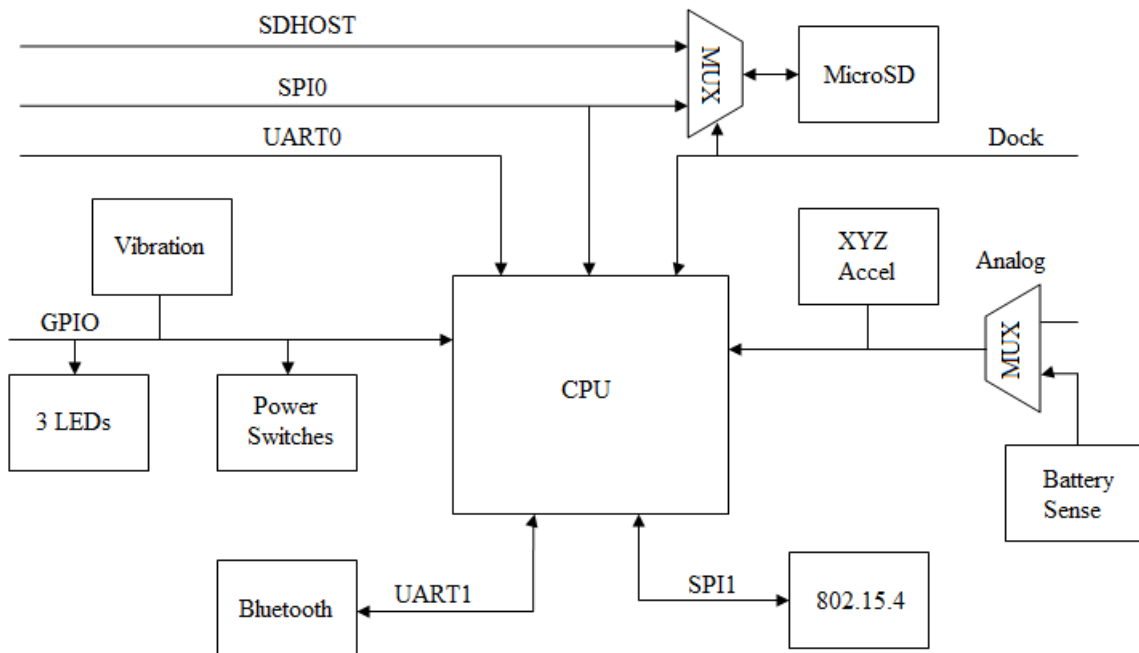 SDHOST
MUX
MicroSD
SPI0
UART0
Dock
Vibration
XYZ
Accel
Analog
GPIO
MUX
CPU
3 LEDs
Power
Switches
Battery
Sense
Bluetooth
UART1
SPI1
802.15.4